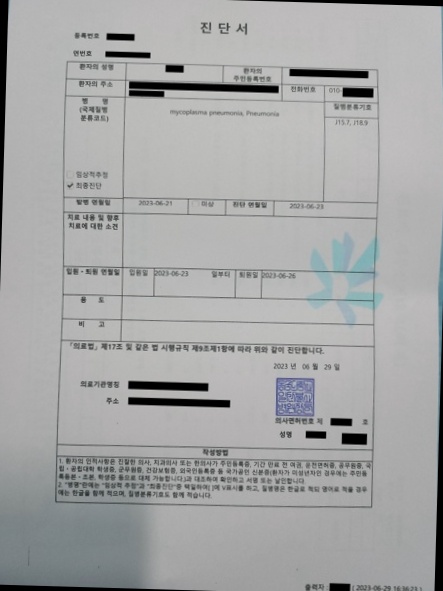 진 단 서
등록번호
연번호
환자의 성명
환자의
주민등록번호
환자의 주소
전화번호
010-
병 명
(국제질병
분류코드)
mycoplasma pneumonia, Pneumonia
질병분류기호
J15.7, J18.9
임상적추정
✓ 최종진단
발병 연월일
2023-06-21
미상
진단 연월일
2023-06-23
치료 내용 및 향후
치료에 대한 소견
입원 · 퇴원 연월일
입원일
2023-06-23
일부터
퇴원일
2023-06-26
용 도
비 고
「의료법」 제17조 및 같은 법 시행규칙 제9조제1항에 따라 위와 같이 진단합니다.
2023 년 06 월 29 일
의료기관명칭
주소
의사면허번호 제
호
성명
작성방법
1. 환자의 인적사항은 진찰한 의사, 치과의사 또는 한의사가 주민등록증, 기간 만료 전 여권, 운전면허증, 공무원증, 국
립 · 공립대학 학생증, 군무원증, 건강보험증, 외국인등록증 등 국가공인 신분증(환자가 미성년자인 경우에는 주민등
록등본 · 초본, 학생증 등으로 대체 가능합니다)과 대조하여 확인하고 서명 또는 날인합니다.
2. "병명"란에는 "임상적 추정"과 "최종진단"중 택일하여[ ]에 V표시를 하고, 질병명은 한글로 적되 영어로 적을 경우
에는 한글을 함께 적으며, 질병분류기호도 함께 적습니다.
출력자 :
( 2023-06-29 16:36:23 )